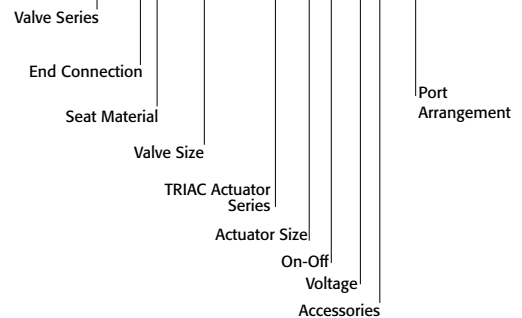 Valve Series
End Connection
Port
Arrangement
Seat Material
Valve Size
TRIAC Actuator
Series
Actuator Size
On-Off
Voltage
Accessories